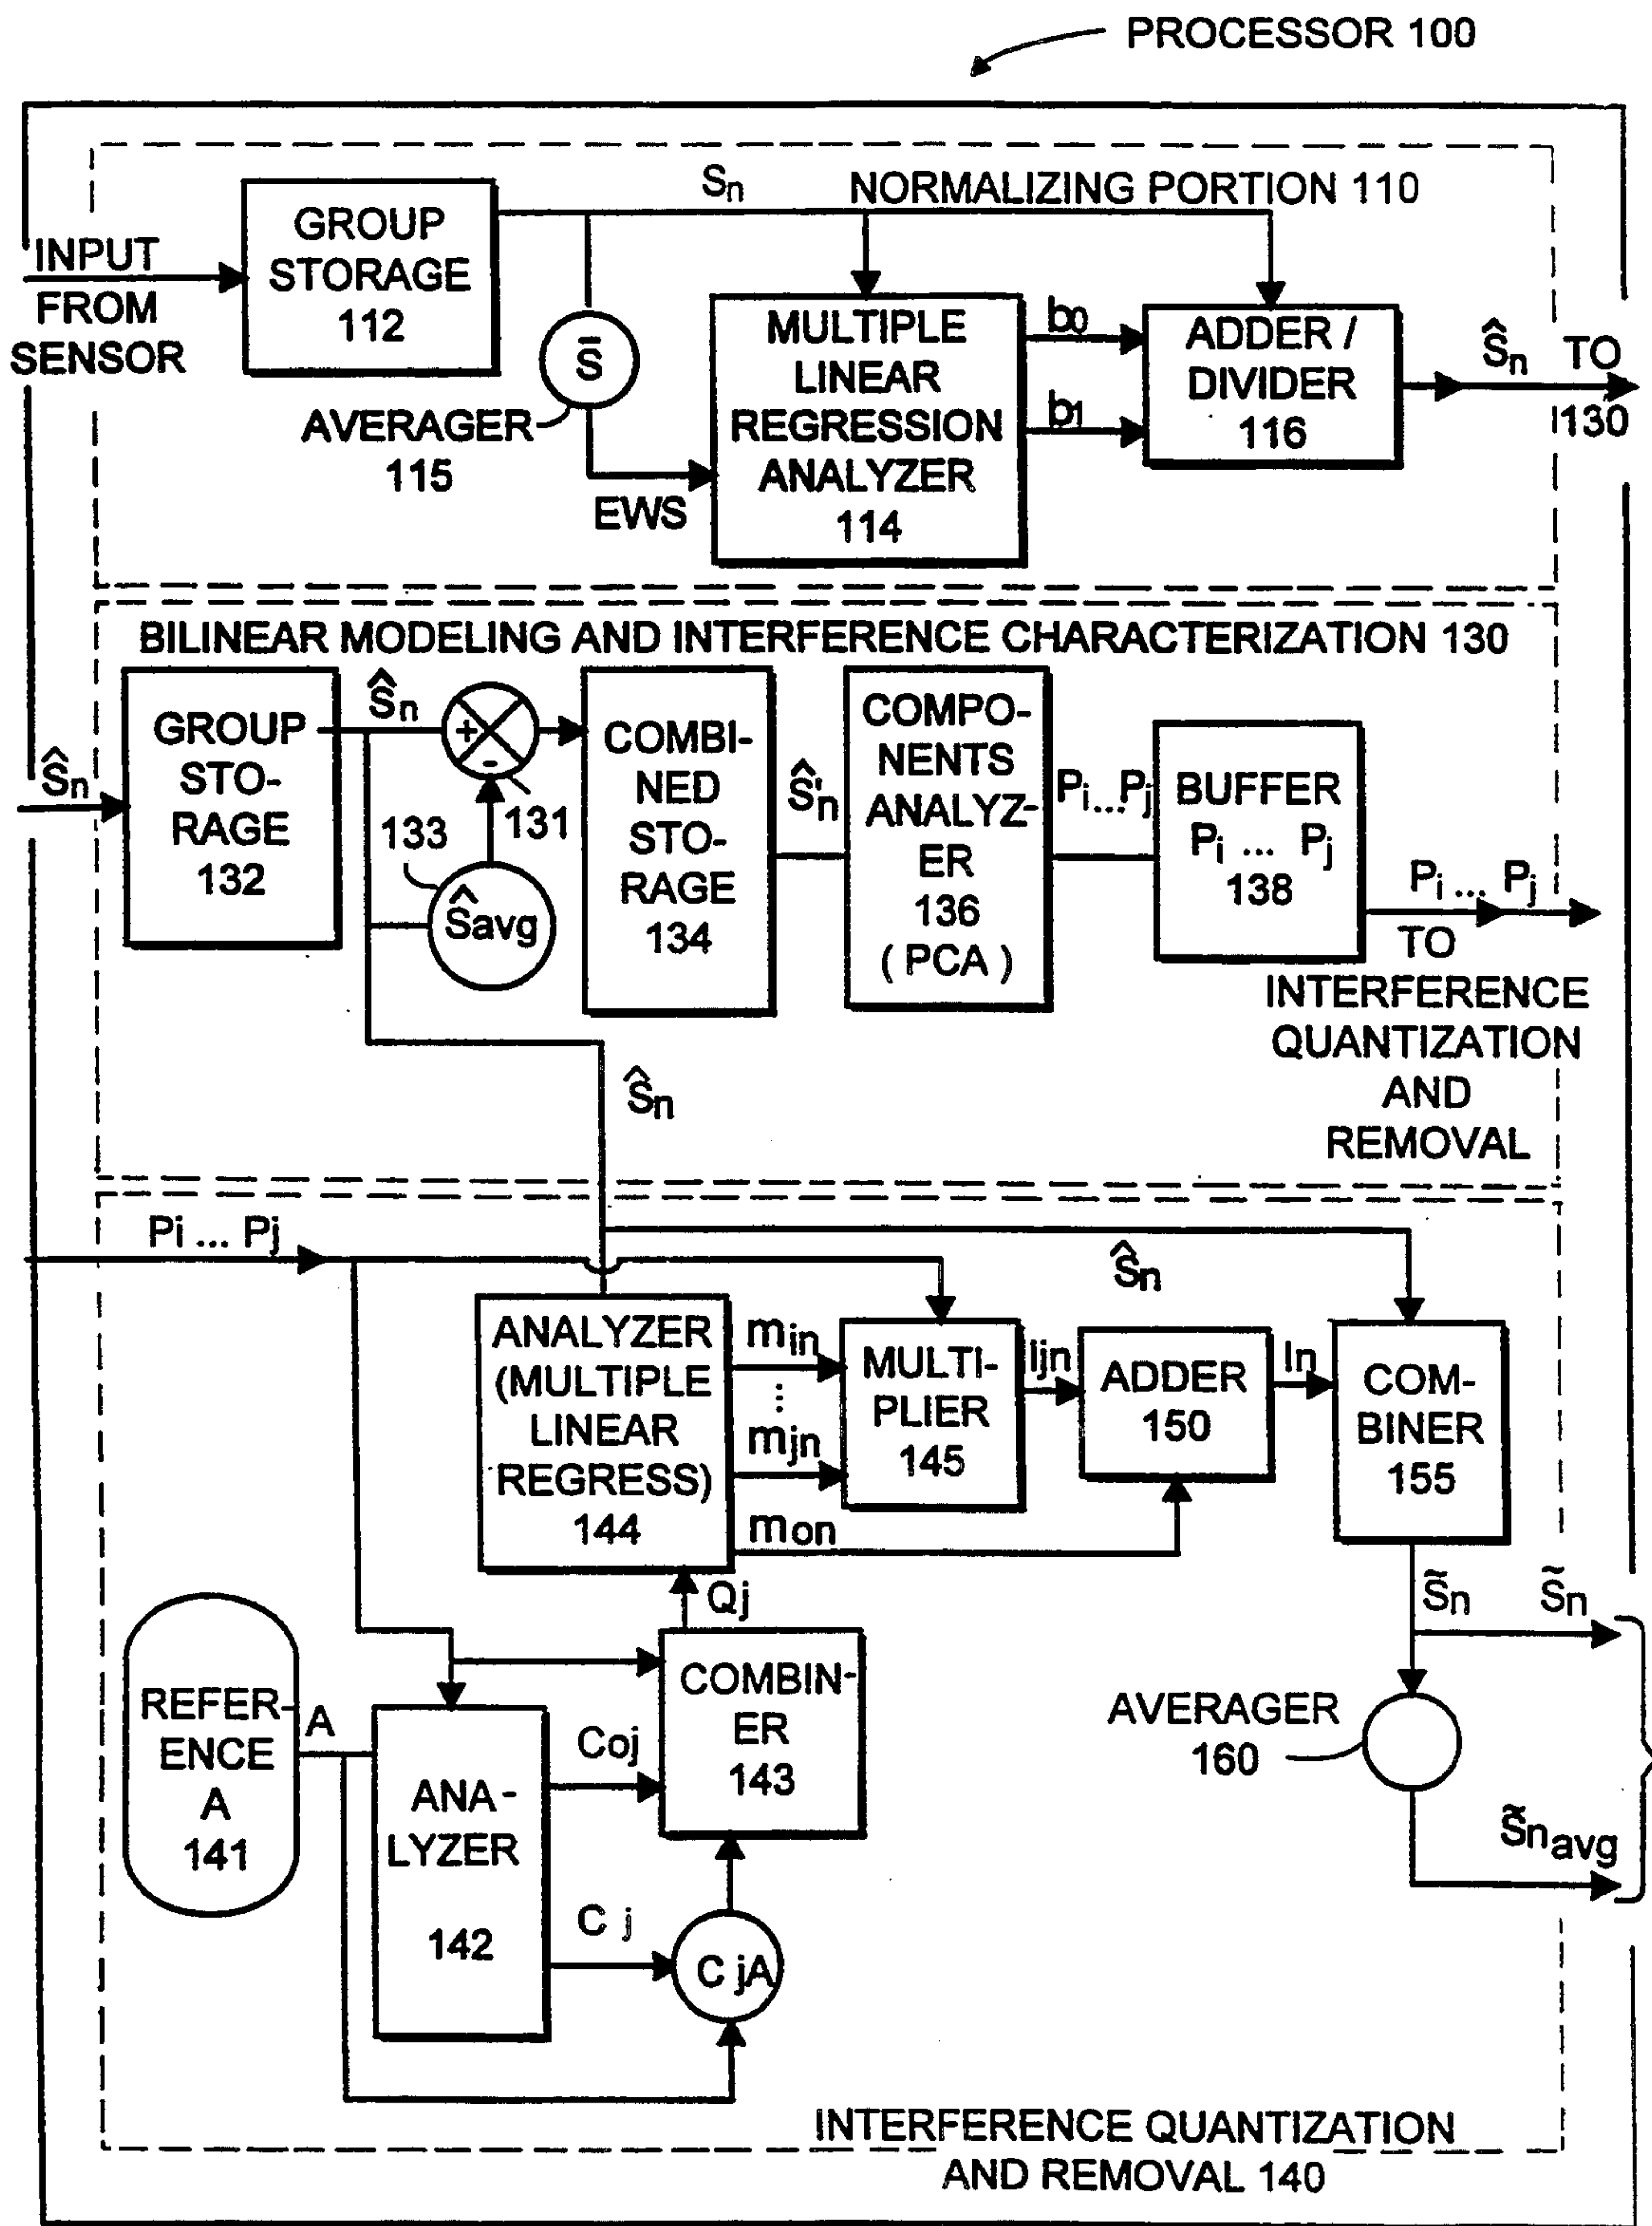 PROCESSOR 100
Sn
NORMALIZING PORTION 110
GROUP
STORAGE
112
INPUT
FROM
SENSOR
S̄
AVERAGER
115
EWS
MULTIPLE
LINEAR
REGRESSION
ANALYZER
114
b0
b1
ADDER /
DIVIDER
116
Ŝn TO
130
BILINEAR MODELING AND INTERFERENCE CHARACTERIZATION 130
Ŝn
GROUP
STO-
RAGE
132
Ŝn
+
-
131
133
Ŝavg
COMBI-
NED
STO-
RAGE
134
Ŝ'n
COMPO-
NENTS
ANALYZ-
ER
136
( PCA )
Pi...Pj
BUFFER
Pi ... Pj
138
Pi ... Pj
TO
INTERFERENCE
QUANTIZATION
AND
REMOVAL
Ŝn
Pi ... Pj
Ŝn
ANALYZER
(MULTIPLE
LINEAR
REGRESS)
144
min
⋮
mjn
mon
MULTI-
PLIER
145
Ijn
ADDER
150
In
COM-
BINER
155
Qj
S̃n
S̃n
REFER-
ENCE
A
141
A
ANA-
LYZER
142
Coj
C j
COMBIN-
ER
143
C jA
AVERAGER
160
S̃navg
INTERFERENCE QUANTIZATION
AND REMOVAL 140